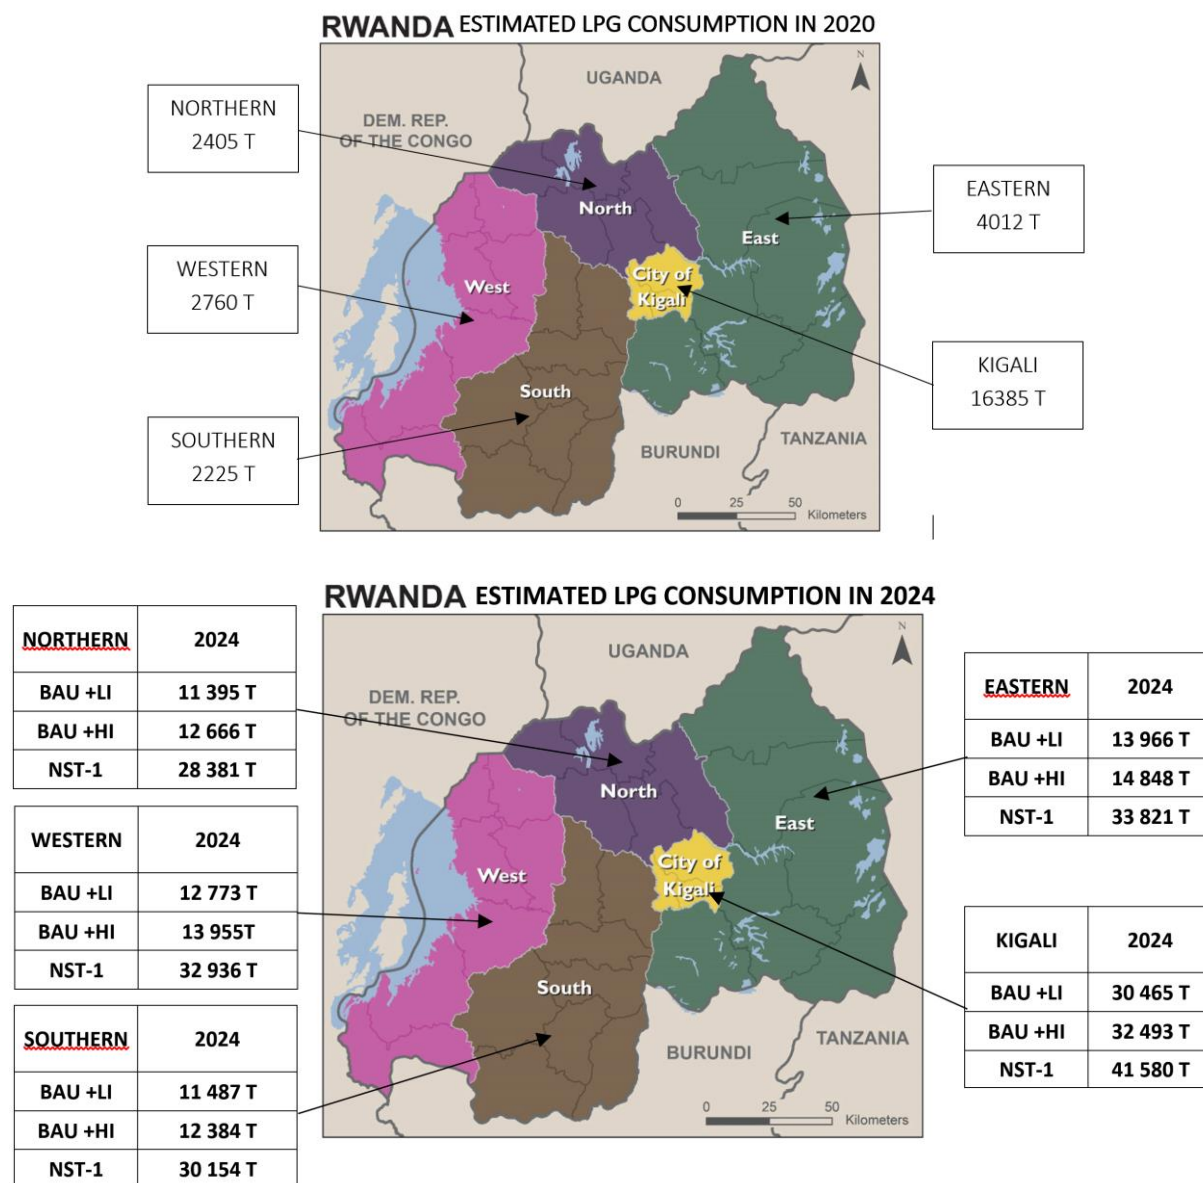 RWANDA ESTIMATED LPG CONSUMPTION IN 2020
NORTHERN
2405 T
WESTERN
2760 T
SOUTHERN
2225 T
UGANDA
N
DEM. REP.
OF THE CONGO
North
East
West
City of
Kigali
South
BURUNDI
TANZANIA
0 25 50
Kilometers
EASTERN
4012 T
KIGALI
16385 T
RWANDA ESTIMATED LPG CONSUMPTION IN 2024
NORTHERN 2024
BAU +LI 11 395 T
BAU +HI 12 666 T
NST-1 28 381 T
WESTERN 2024
BAU +LI 12 773 T
BAU +HI 13 955T
NST-1 32 936 T
SOUTHERN 2024
BAU +LI 11 487 T
BAU +HI 12 384 T
NST-1 30 154 T
UGANDA
N
DEM. REP.
OF THE CONGO
North
East
West
City of
Kigali
South
BURUNDI
TANZANIA
0 25 50
Kilometers
EASTERN 2024
BAU +LI 13 966 T
BAU +HI 14 848 T
NST-1 33 821 T
KIGALI 2024
BAU +LI 30 465 T
BAU +HI 32 493 T
NST-1 41 580 T